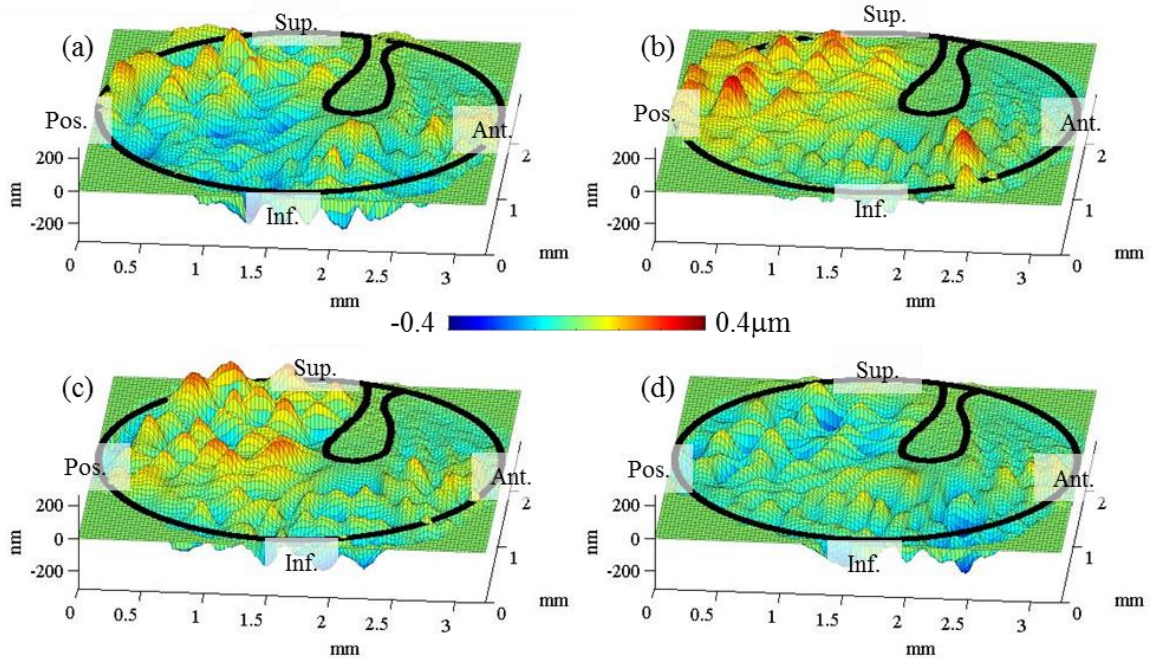 (a) Sup. (b) Sup.
Pos. Ant. Pos. Ant.
200 2 200 2
nm 0 1 nm 0 1
-200 Inf. -200 Inf.
0 0.5 1 1.5 2 2.5 3 0 mm 0 0.5 1 1.5 2 2.5 3 0 mm
mm mm
-0.4 0.4μm
(c) Sup. (d) Sup.
Pos. Ant. Pos. Ant.
200 2 200 2
nm 0 1 nm 0 1
-200 Inf. -200 Inf.
0 0.5 1 1.5 2 2.5 3 0 mm 0 0.5 1 1.5 2 2.5 3 0 mm
mm mm